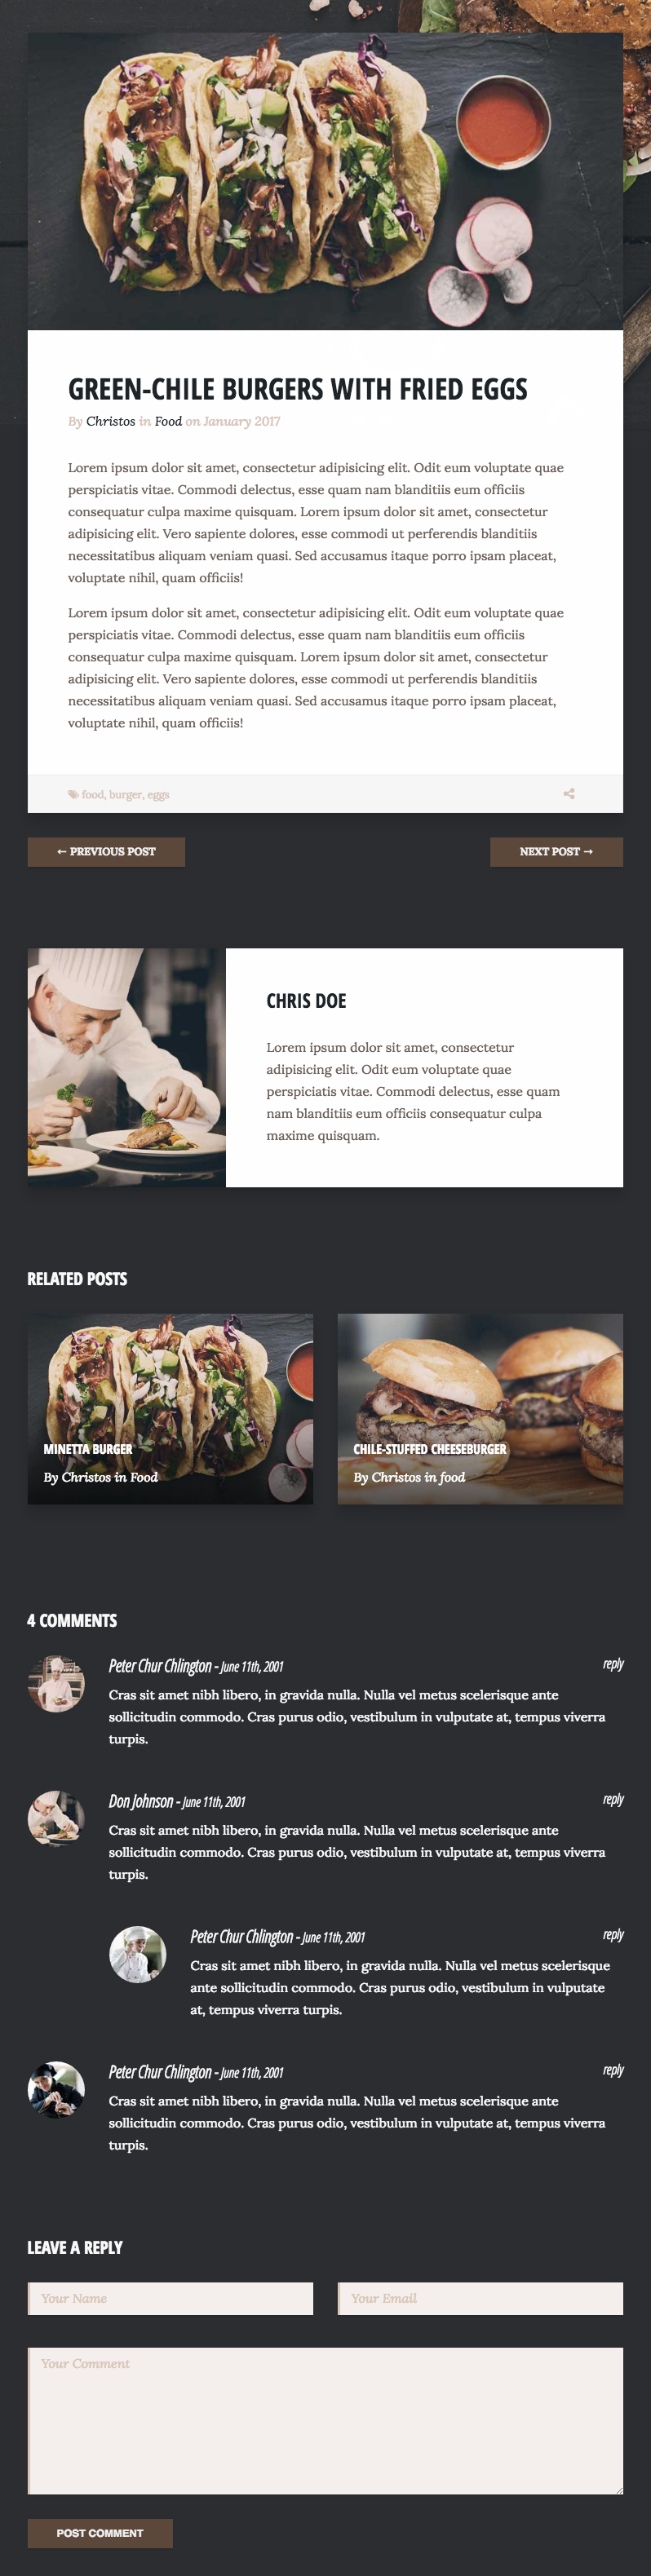 GREEN-CHILE BURGERS WITH FRIED EGGS
By Christos in Food on January 2017
Lorem ipsum dolor sit amet, consectetur adipisicing elit. Odit eum voluptate quae
perspiciatis vitae. Commodi delectus, esse quam nam blanditiis eum officiis
consequatur culpa maxime quisquam. Lorem ipsum dolor sit amet, consectetur
adipisicing elit. Vero sapiente dolores, esse commodi ut perferendis blanditiis
necessitatibus aliquam veniam quasi. Sed accusamus itaque porro ipsam placeat,
voluptate nihil, quam officiis!
Lorem ipsum dolor sit amet, consectetur adipisicing elit. Odit eum voluptate quae
perspiciatis vitae. Commodi delectus, esse quam nam blanditiis eum officiis
consequatur culpa maxime quisquam. Lorem ipsum dolor sit amet, consectetur
adipisicing elit. Vero sapiente dolores, esse commodi ut perferendis blanditiis
necessitatibus aliquam veniam quasi. Sed accusamus itaque porro ipsam placeat,
voluptate nihil, quam officiis!
food, burger, eggs
← PREVIOUS POST
NEXT POST →
CHRIS DOE
Lorem ipsum dolor sit amet, consectetur
adipisicing elit. Odit eum voluptate quae
perspiciatis vitae. Commodi delectus, esse quam
nam blanditiis eum officiis consequatur culpa
maxime quisquam.
RELATED POSTS
MINETTA BURGER
By Christos in Food
CHILE-STUFFED CHEESEBURGER
By Christos in food
4 COMMENTS
Peter Chur Chlington - June 11th, 2001
reply
Cras sit amet nibh libero, in gravida nulla. Nulla vel metus scelerisque ante
sollicitudin commodo. Cras purus odio, vestibulum in vulputate at, tempus viverra
turpis.
Don Johnson - June 11th, 2001
reply
Cras sit amet nibh libero, in gravida nulla. Nulla vel metus scelerisque ante
sollicitudin commodo. Cras purus odio, vestibulum in vulputate at, tempus viverra
turpis.
Peter Chur Chlington - June 11th, 2001
reply
Cras sit amet nibh libero, in gravida nulla. Nulla vel metus scelerisque
ante sollicitudin commodo. Cras purus odio, vestibulum in vulputate
at, tempus viverra turpis.
Peter Chur Chlington - June 11th, 2001
reply
Cras sit amet nibh libero, in gravida nulla. Nulla vel metus scelerisque ante
sollicitudin commodo. Cras purus odio, vestibulum in vulputate at, tempus viverra
turpis.
LEAVE A REPLY
Your Name
Your Email
Your Comment
POST COMMENT